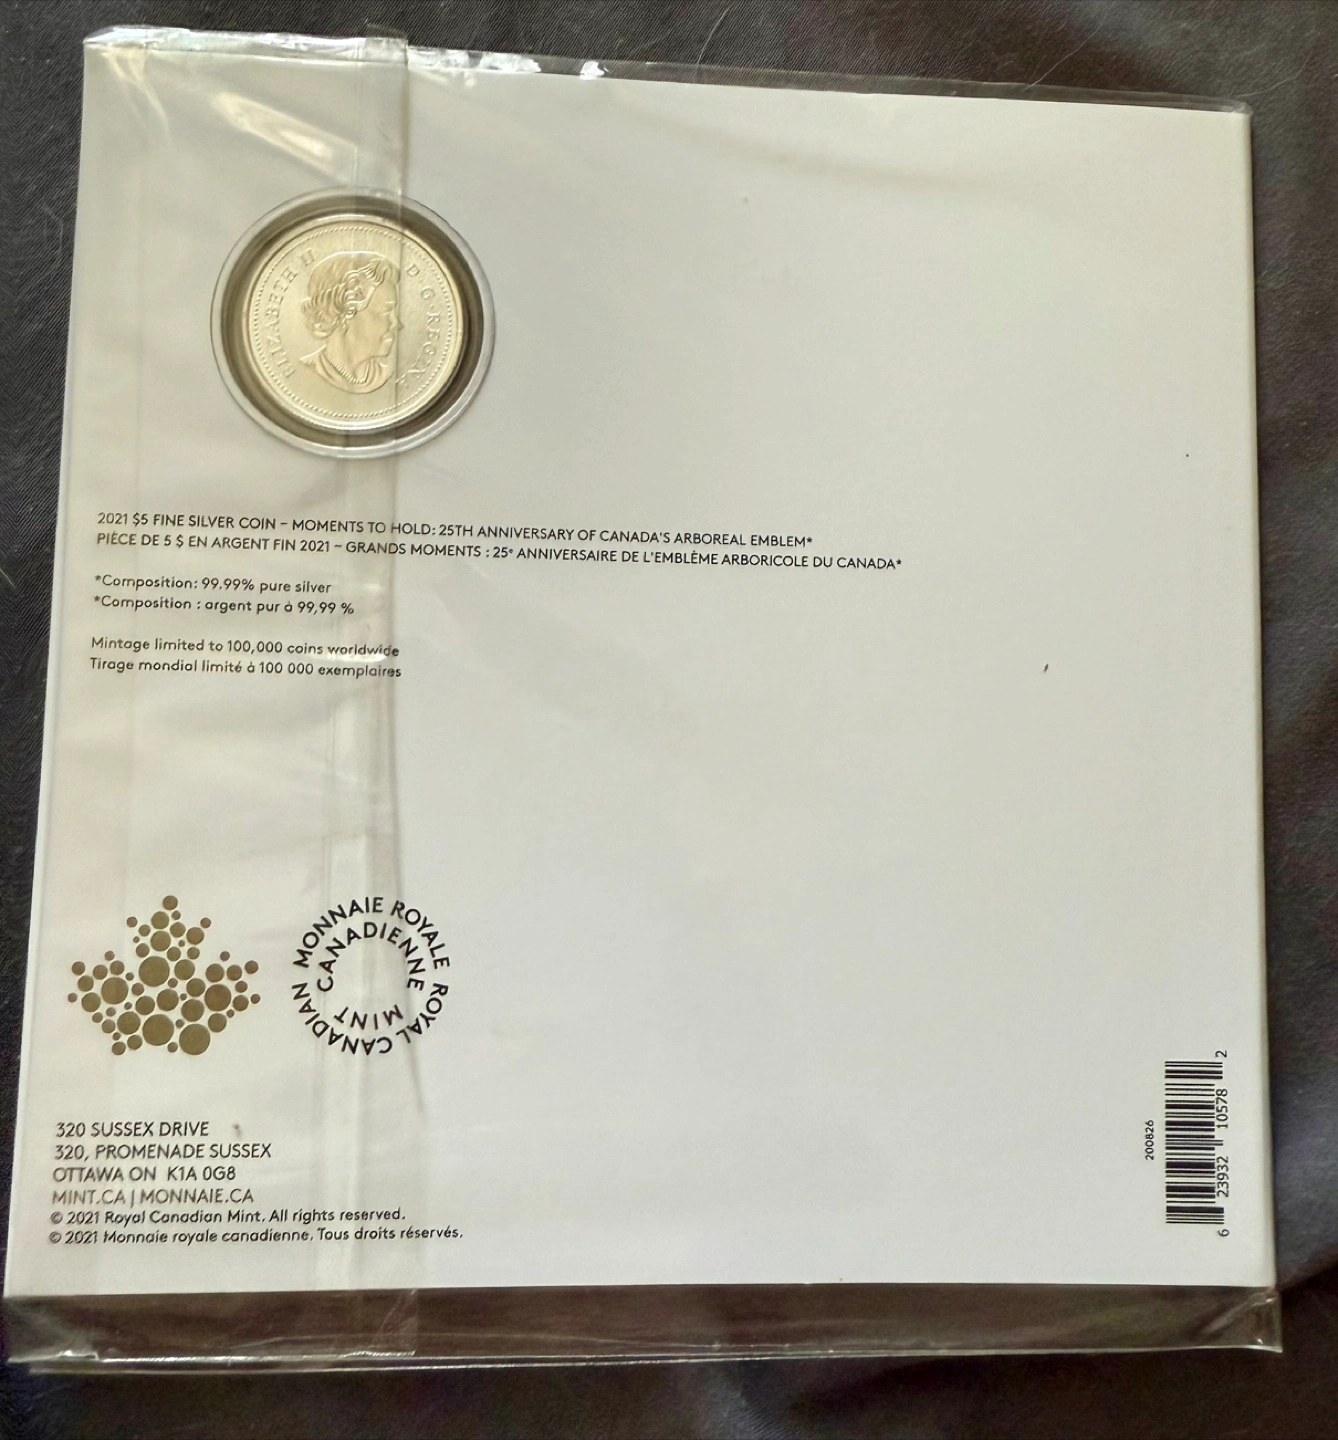 ELIZABETH II D·G·REGINA
2021 $5 FINE SILVER COIN – MOMENTS TO HOLD: 25TH ANNIVERSARY OF CANADA'S ARBOREAL EMBLEM*
PIÈCE DE 5 $ EN ARGENT FIN 2021 – GRANDS MOMENTS : 25ᵉ ANNIVERSAIRE DE L'EMBLÈME ARBORICOLE DU CANADA*
*Composition: 99.99% pure silver
*Composition : argent pur à 99,99 %
Mintage limited to 100,000 coins worldwide
Tirage mondial limité à 100 000 exemplaires
MONNAIE ROYALE CANADIENNE
ROYAL CANADIAN MINT
320 SUSSEX DRIVE
320, PROMENADE SUSSEX
OTTAWA ON K1A 0G8
MINT.CA | MONNAIE.CA
© 2021 Royal Canadian Mint. All rights reserved.
© 2021 Monnaie royale canadienne. Tous droits réservés.
200826
6 23932 10578 2